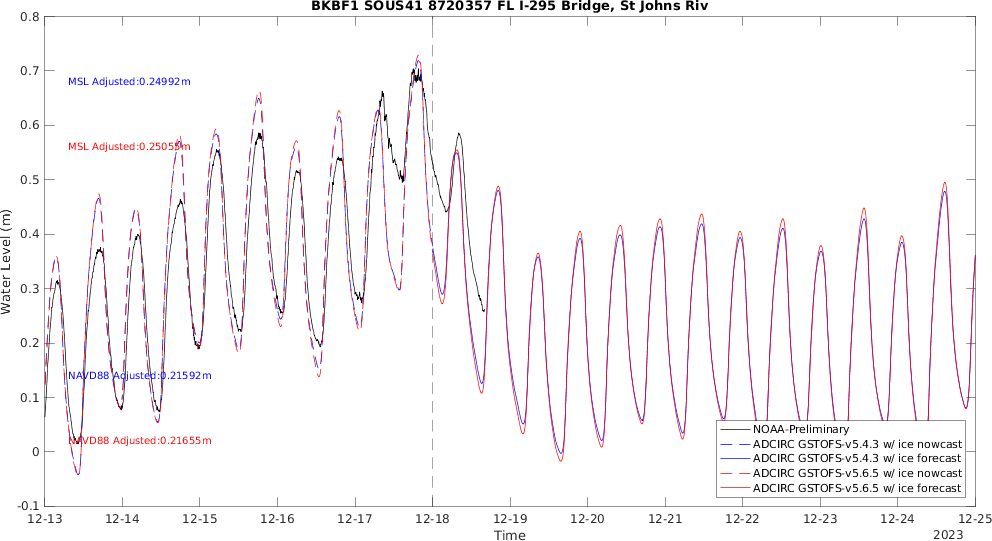 BKBF1 SOUS41 8720357 FL I-295 Bridge, St Johns Riv
0.8
0.7
0.6
0.5
0.4
0.3
0.2
0.1
0
-0.1
Water Level (m)
MSL Adjusted:0.24992m
MSL Adjusted:0.25055m
NAVD88 Adjusted:0.21592m
NAVD88 Adjusted:0.21655m
NOAA-Preliminary
ADCIRC GSTOFS-v5.4.3 w/ ice nowcast
ADCIRC GSTOFS-v5.4.3 w/ ice forecast
ADCIRC GSTOFS-v5.6.5 w/ ice nowcast
ADCIRC GSTOFS-v5.6.5 w/ ice forecast
12-13 12-14 12-15 12-16 12-17 12-18 12-19 12-20 12-21 12-22 12-23 12-24 12-25
Time
2023